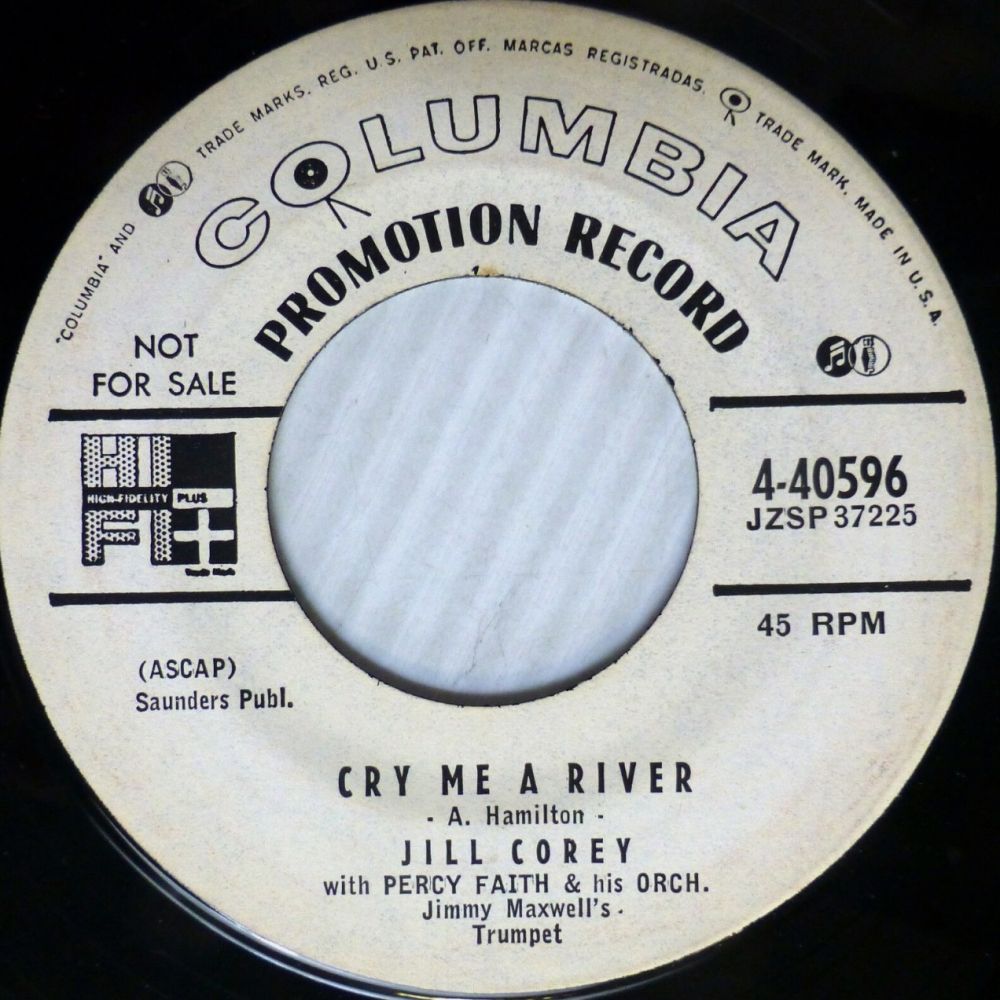 "COLUMBIA" AND TRADE MARKS. REG. U.S. PAT. OFF. MARCAS REGISTRADAS. TRADE MARK. MADE IN U.S.A.
COLUMBIA
PROMOTION RECORD
NOT
FOR SALE
HI
HIGH-FIDELITY PLUS
FI
Trade Mark
4-40596
JZSP 37225
45 RPM
(ASCAP)
Saunders Publ.
CRY ME A RIVER
- A. Hamilton -
JILL COREY
with PERCY FAITH & his ORCH.
Jimmy Maxwell's
Trumpet